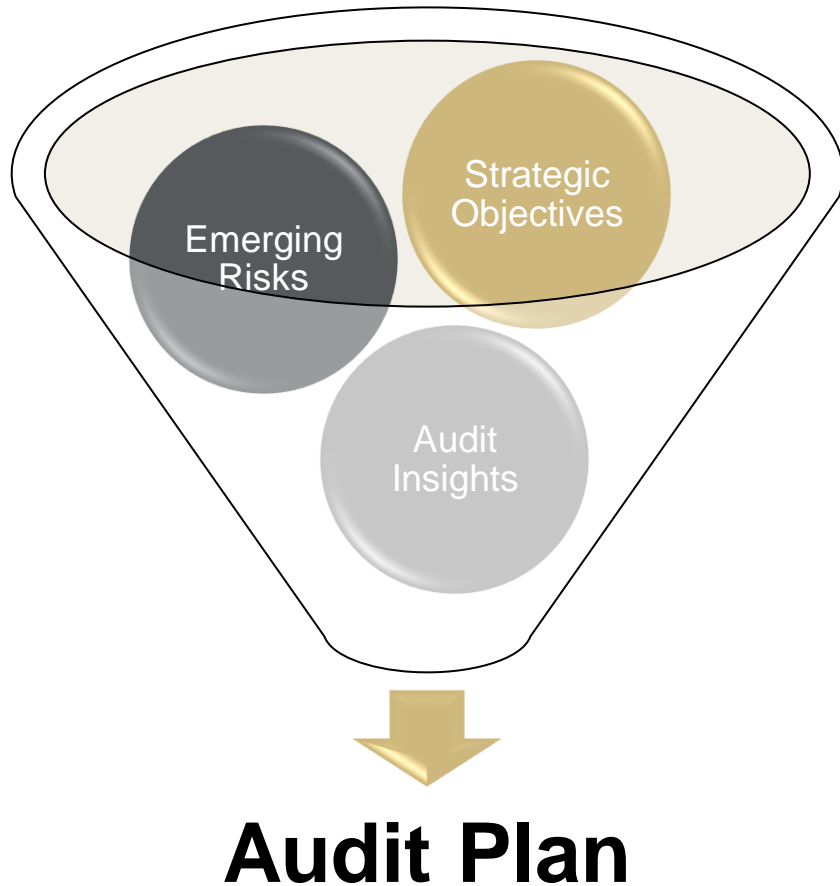 Strategic
Objectives
Emerging
Risks
Audit
Insights
Audit Plan